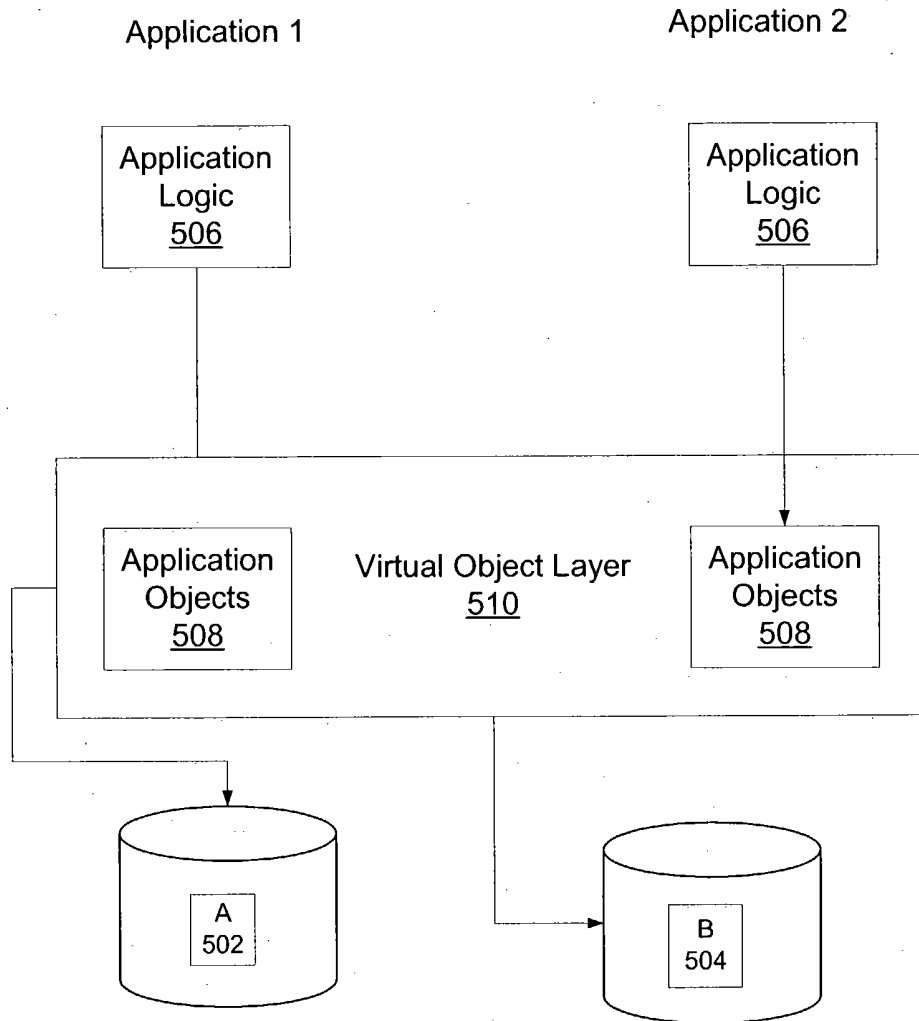 Application 1
Application 2
Application
Logic
506
Application
Logic
506
Application
Objects
508
Virtual Object Layer
510
Application
Objects
508
A
502
B
504